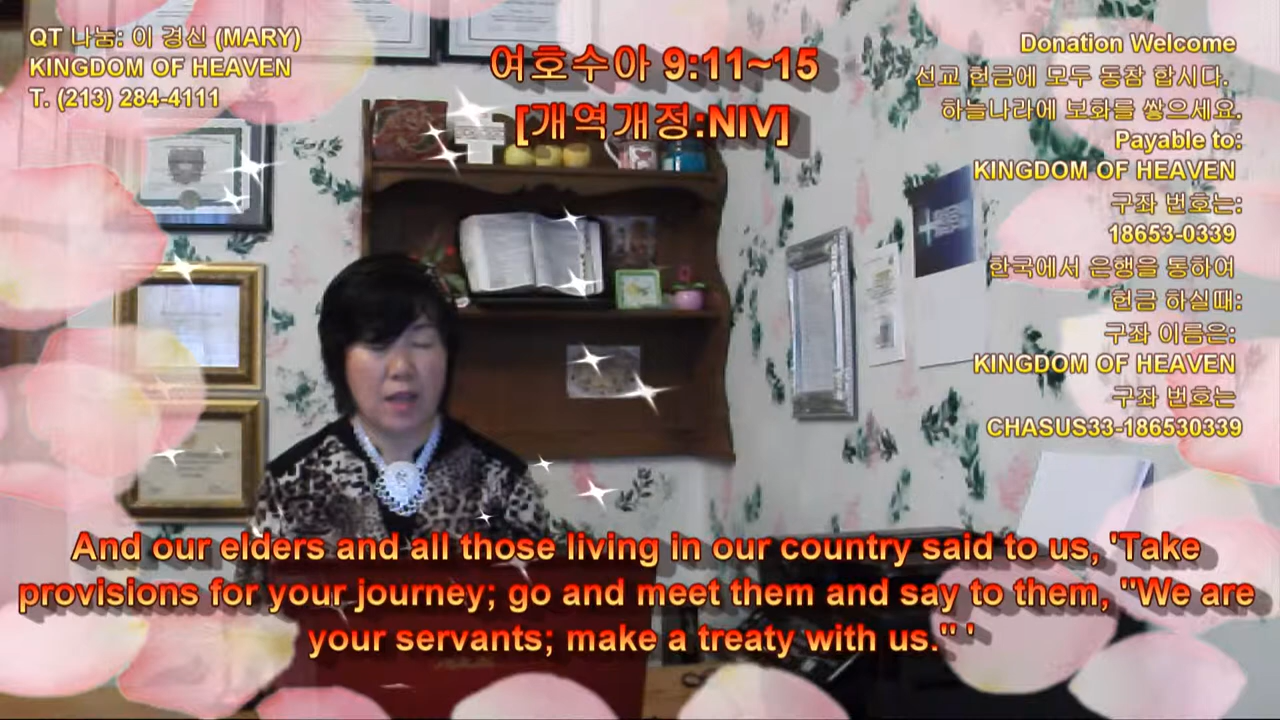 QT 나눔: 이 경신 (MARY)
KINGDOM OF HEAVEN
T. (213) 284-4111
여호수아 9:11~15
[개역개정:NIV]
Donation Welcome
선교 헌금에 모두 동참 합시다.
하늘나라에 보화를 쌓으세요.
Payable to:
KINGDOM OF HEAVEN
구좌 번호는:
18653-0339
한국에서 은행을 통하여
헌금 하실때:
구좌 이름은:
KINGDOM OF HEAVEN
구좌 번호는
CHASUS33-186530339
And our elders and all those living in our country said to us, 'Take
provisions for your journey; go and meet them and say to them, "We are
your servants; make a treaty with us." '